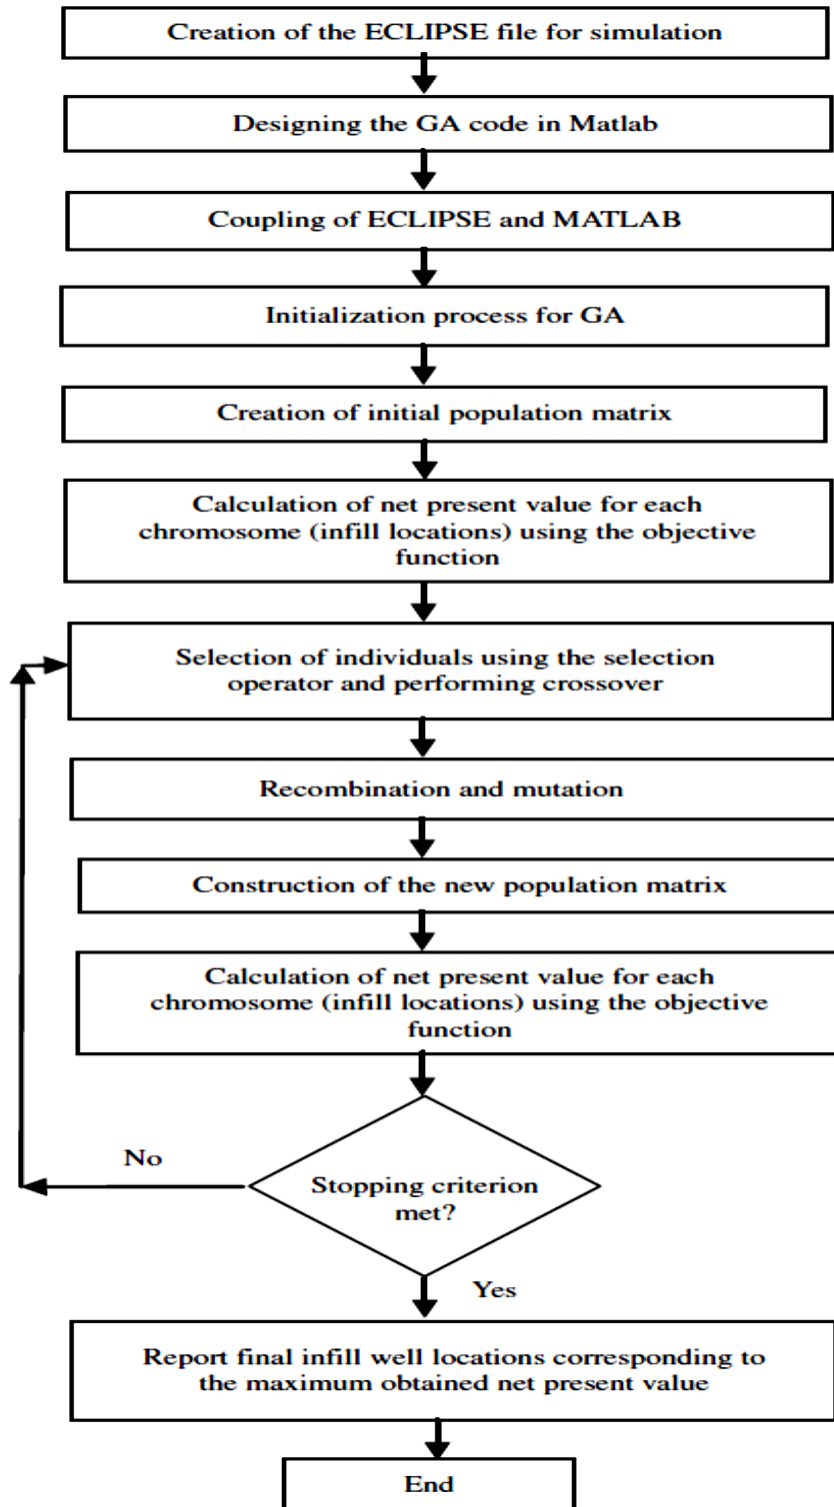 Creation of the ECLIPSE file for simulation
Designing the GA code in Matlab
Coupling of ECLIPSE and MATLAB
Initialization process for GA
Creation of initial population matrix
Calculation of net present value for each
chromosome (infill locations) using the objective
function
Selection of individuals using the selection
operator and performing crossover
Recombination and mutation
Construction of the new population matrix
Calculation of net present value for each
chromosome (infill locations) using the objective
function
No
Stopping criterion
met?
Yes
Report final infill well locations corresponding to
the maximum obtained net present value
End